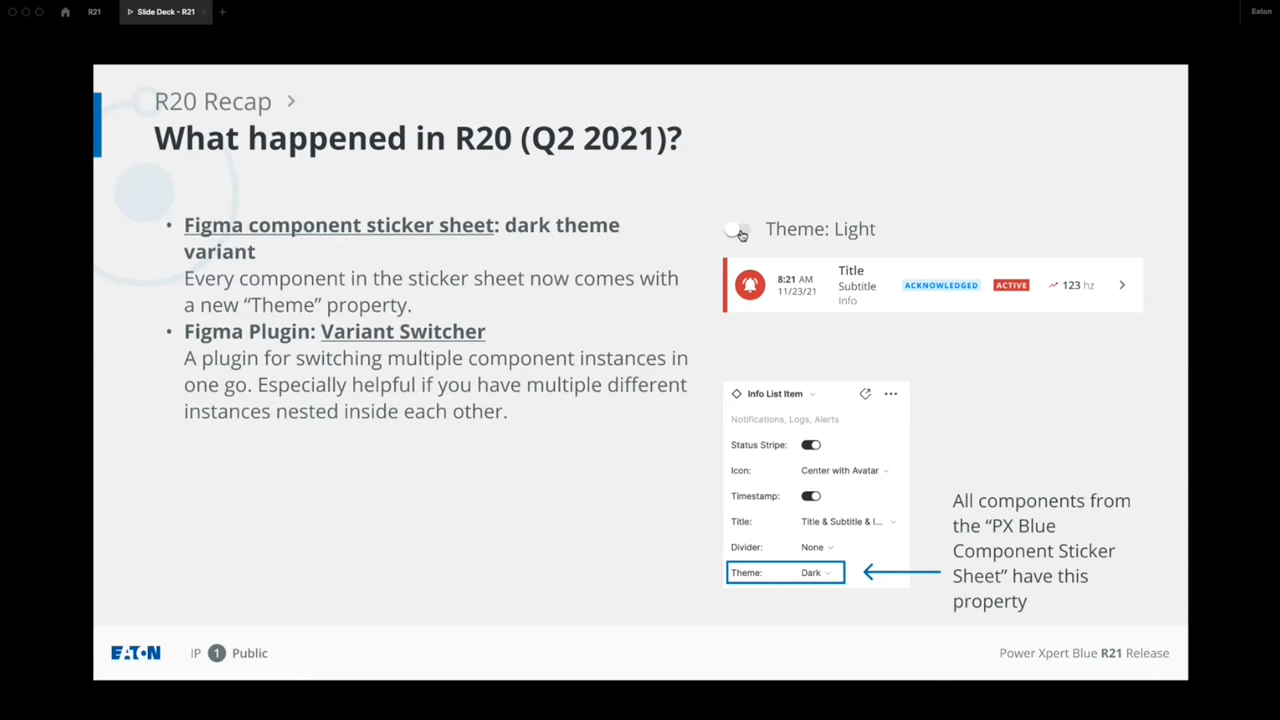 R21
Slide Deck - R21
Eaton
R20 Recap
What happened in R20 (Q2 2021)?
• Figma component sticker sheet: dark theme
variant
Every component in the sticker sheet now comes with
a new “Theme” property.
• Figma Plugin: Variant Switcher
A plugin for switching multiple component instances in
one go. Especially helpful if you have multiple different
instances nested inside each other.
Theme: Light
8:21 AM
11/23/21
Title
Subtitle
Info
ACKNOWLEDGED
ACTIVE
123 hz
Info List Item
Notifications, Logs, Alerts
Status Stripe:
Icon: Center with Avatar
Timestamp:
Title: Title & Subtitle & I...
Divider: None
Theme: Dark
All components from
the “PX Blue
Component Sticker
Sheet” have this
property
EATON
IP 1 Public
Power Xpert Blue R21 Release